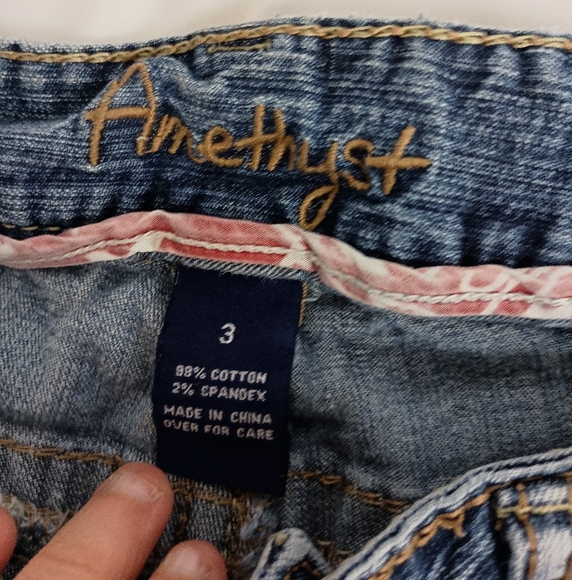 Amethyst
3
98% COTTON
2% SPANDEX
MADE IN CHINA
OVER FOR CARE